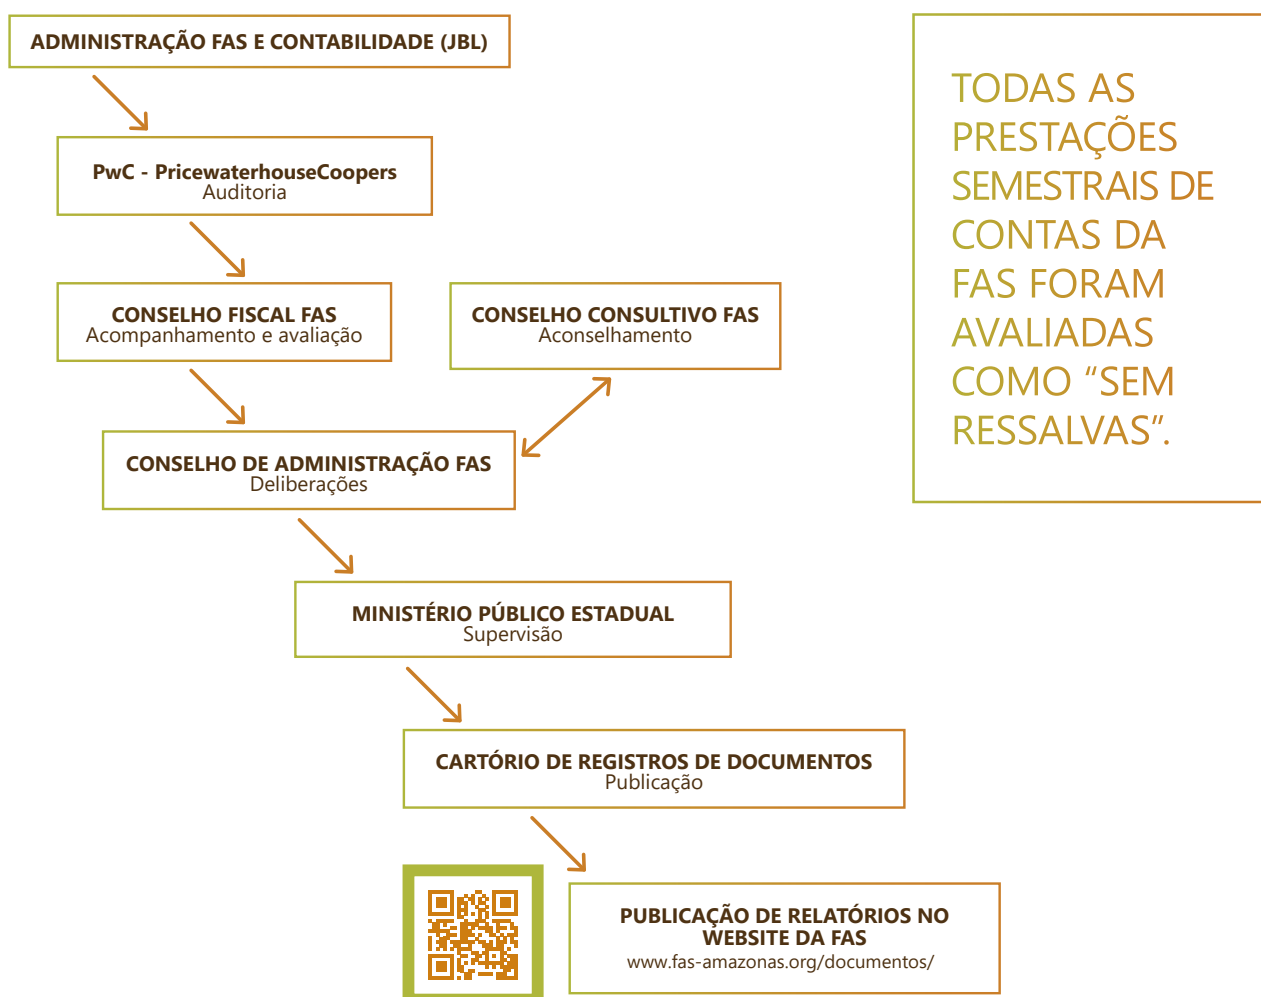 ADMINISTRAÇÃO FAS E CONTABILIDADE (JBL)
PwC - PricewaterhouseCoopers
Auditoria
CONSELHO FISCAL FAS
Acompanhamento e avaliação
CONSELHO CONSULTIVO FAS
Aconselhamento
CONSELHO DE ADMINISTRAÇÃO FAS
Deliberações
MINISTÉRIO PÚBLICO ESTADUAL
Supervisão
CARTÓRIO DE REGISTROS DE DOCUMENTOS
Publicação
PUBLICAÇÃO DE RELATÓRIOS NO
WEBSITE DA FAS
www.fas-amazonas.org/documentos/
TODAS AS
PRESTAÇÕES
SEMESTRAIS DE
CONTAS DA
FAS FORAM
AVALIADAS
COMO “SEM
RESSALVAS”.